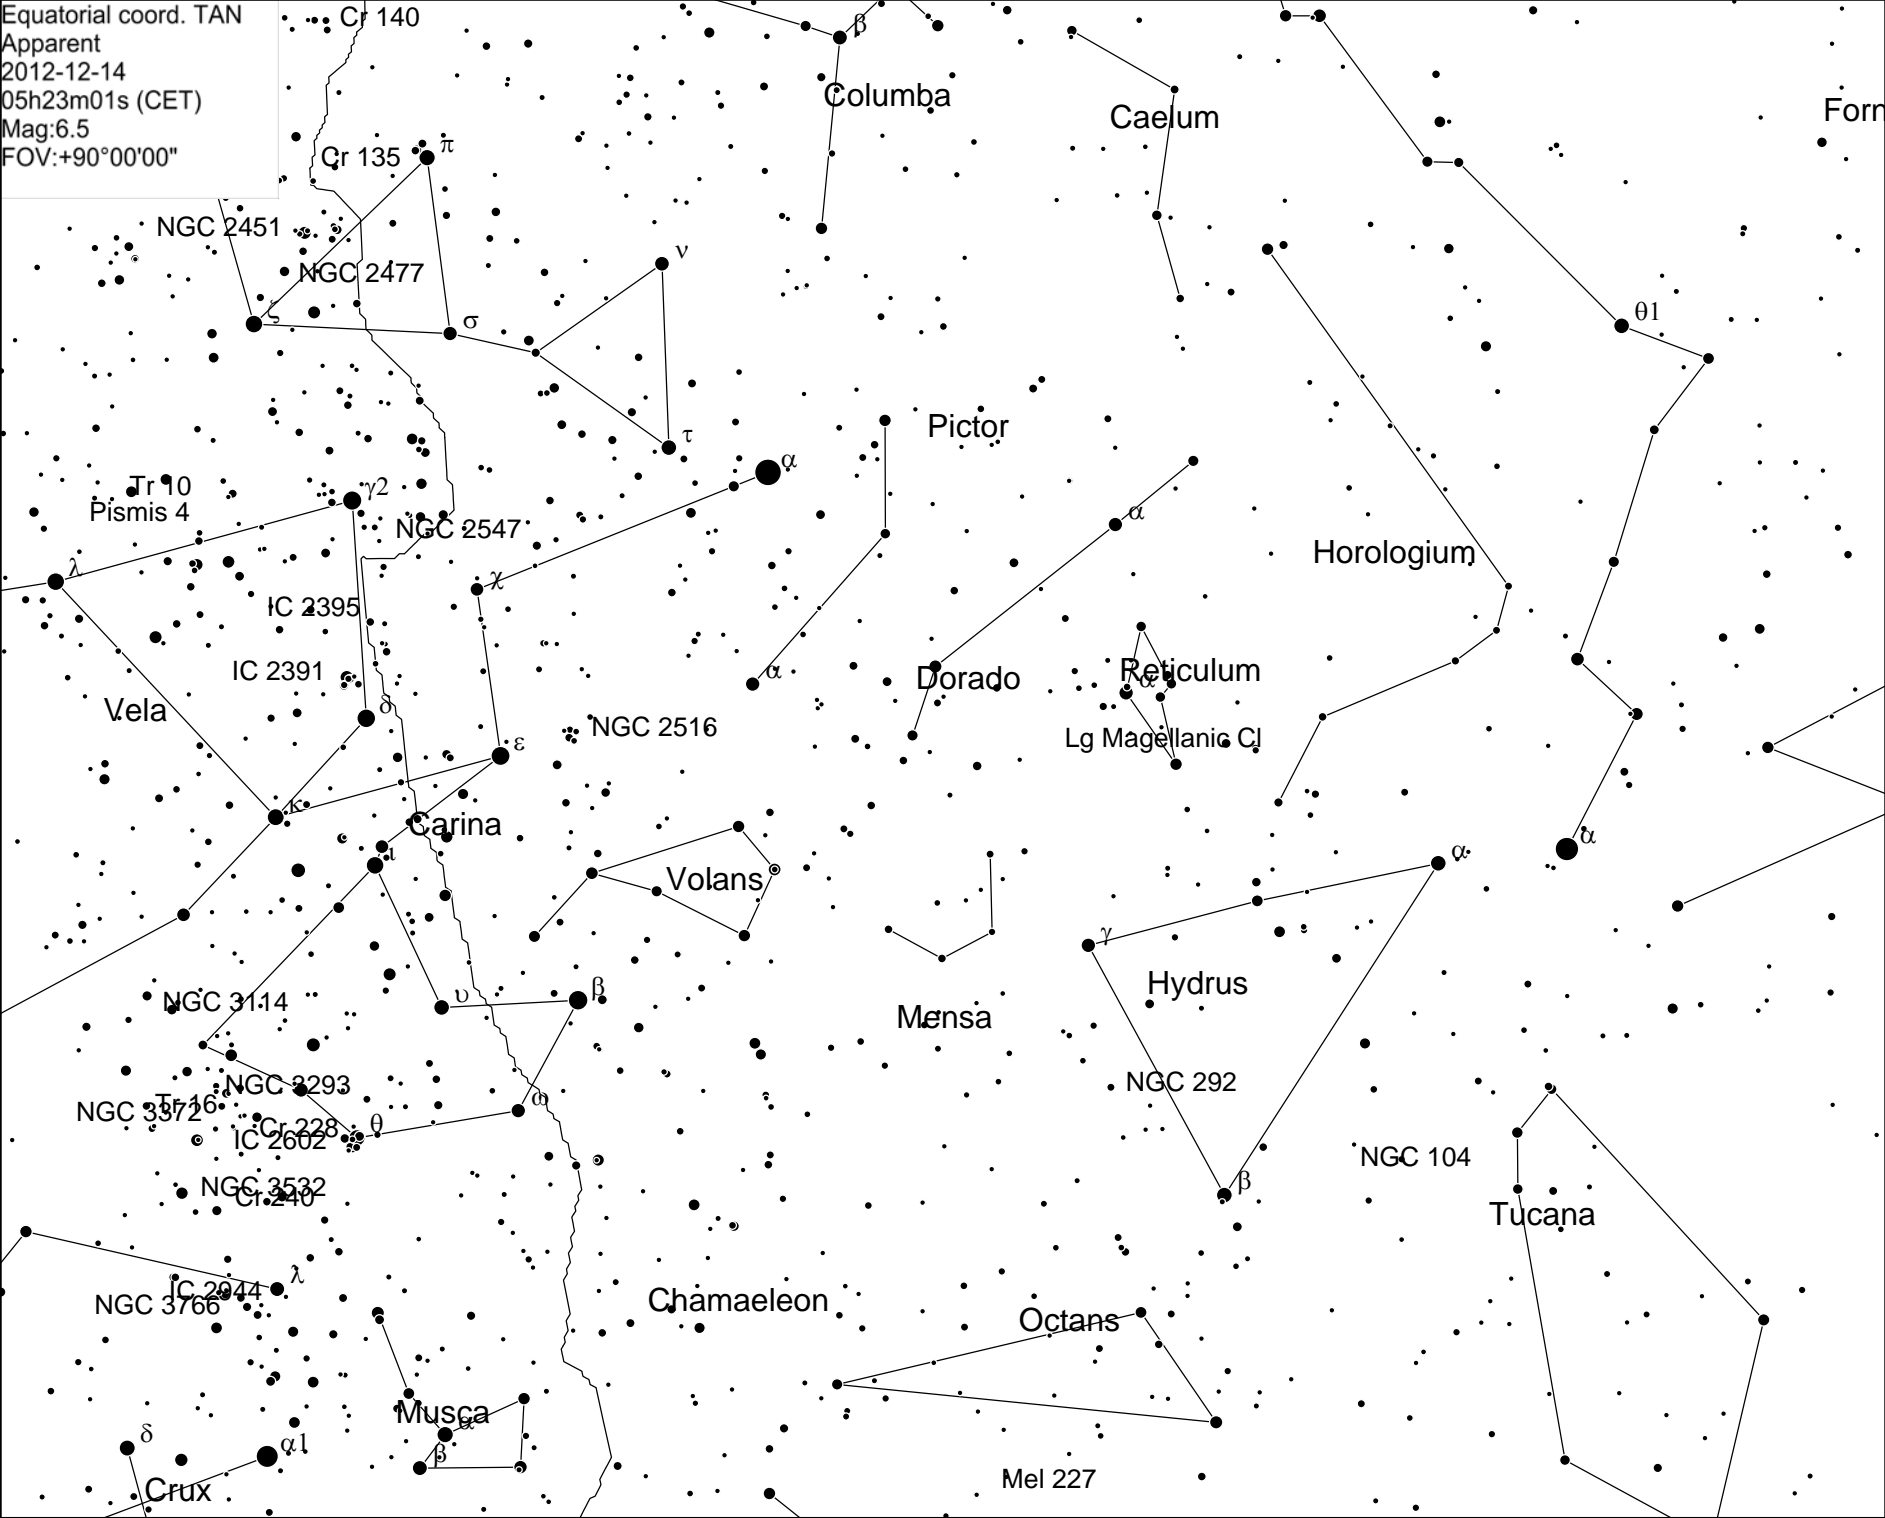 Equatorial coord. TAN
Apparent
2012-12-14
05h23m01s (CET)
Mag:6.5
FOV:+90°00'00"
Cr 140
β
Columba
Caelum
Forn
Cr 135
π
NGC 2451
NGC 2477
ν
ζ
σ
θ1
Pictor
τ
α
Tr 10
γ2
Pismis 4
α
NGC 2547
Horologium
λ
χ
IC 2395
IC 2391
α
Dorado
Reticulum
α
Vela
δ
NGC 2516
Lg Magellanic Cl
ε
κ
Carina
α
ι
α
Volans
γ
Hydrus
υ
β
NGC 3114
Mensa
NGC 3293
NGC 292
Tr 16
NGC 3372
ω
Cr 228
θ
IC 2602
NGC 104
NGC 3532
Cr 240
β
Tucana
λ
IC 2944
NGC 3766
Chamaeleon
Octans
Musca
α
δ
α1
β
Crux
Mel 227